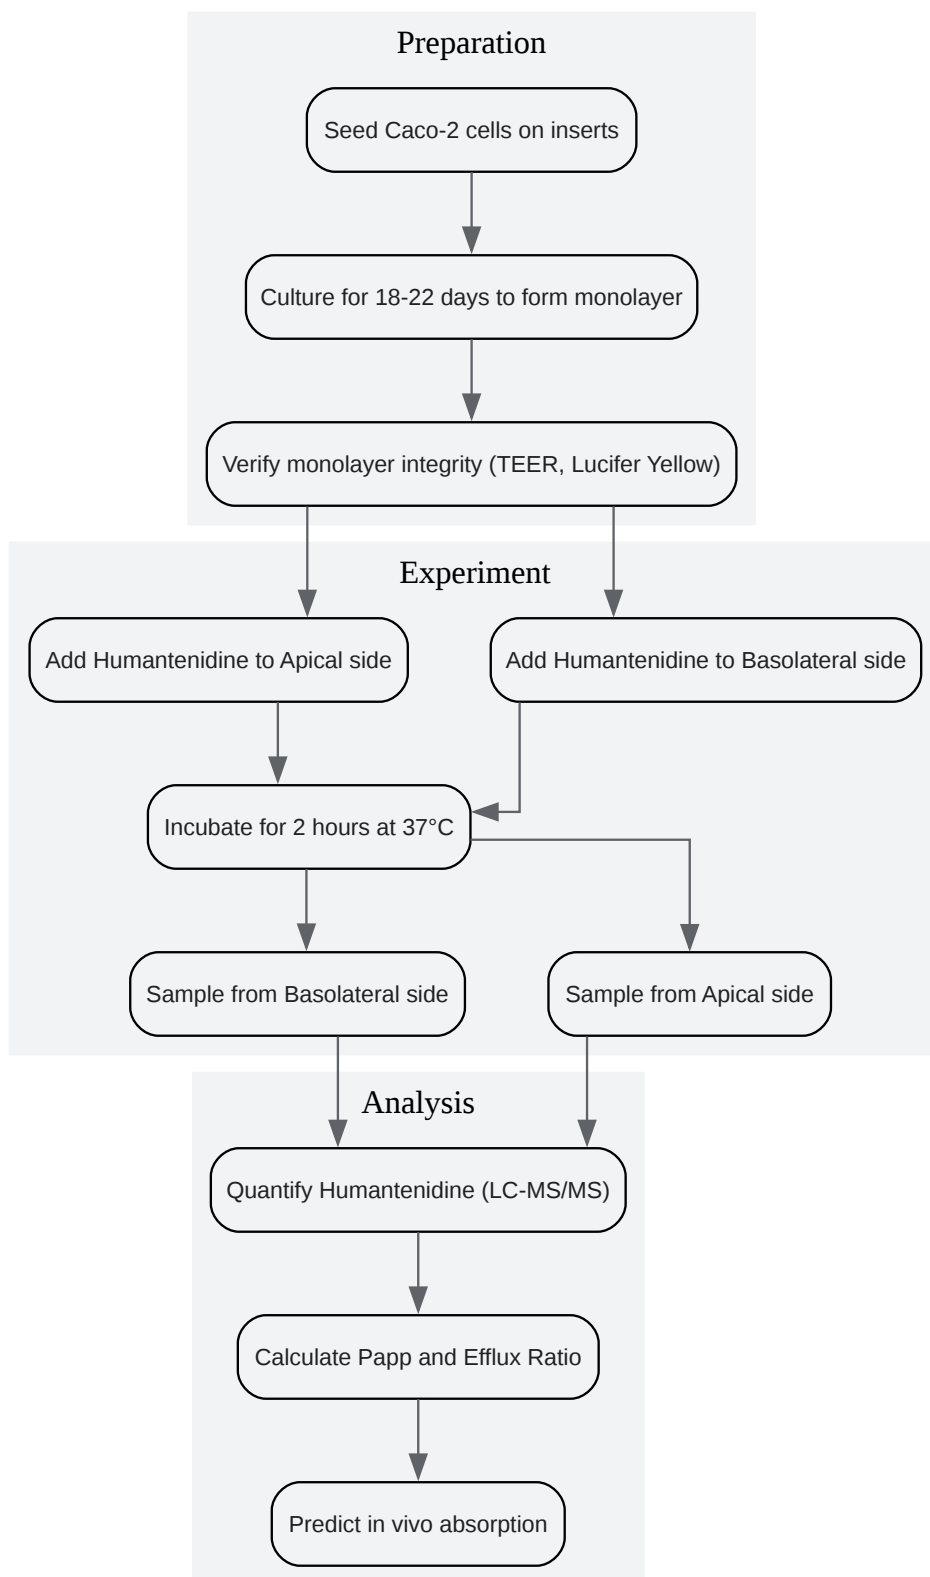 Preparation
Seed Caco-2 cells on inserts
Culture for 18-22 days to form monolayer
Verify monolayer integrity (TEER, Lucifer Yellow)
Experiment
Add Humantenidine to Apical side
Add Humantenidine to Basolateral side
Incubate for 2 hours at 37°C
Sample from Basolateral side
Sample from Apical side
Analysis
Quantify Humantenidine (LC-MS/MS)
Calculate Papp and Efflux Ratio
Predict in vivo absorption